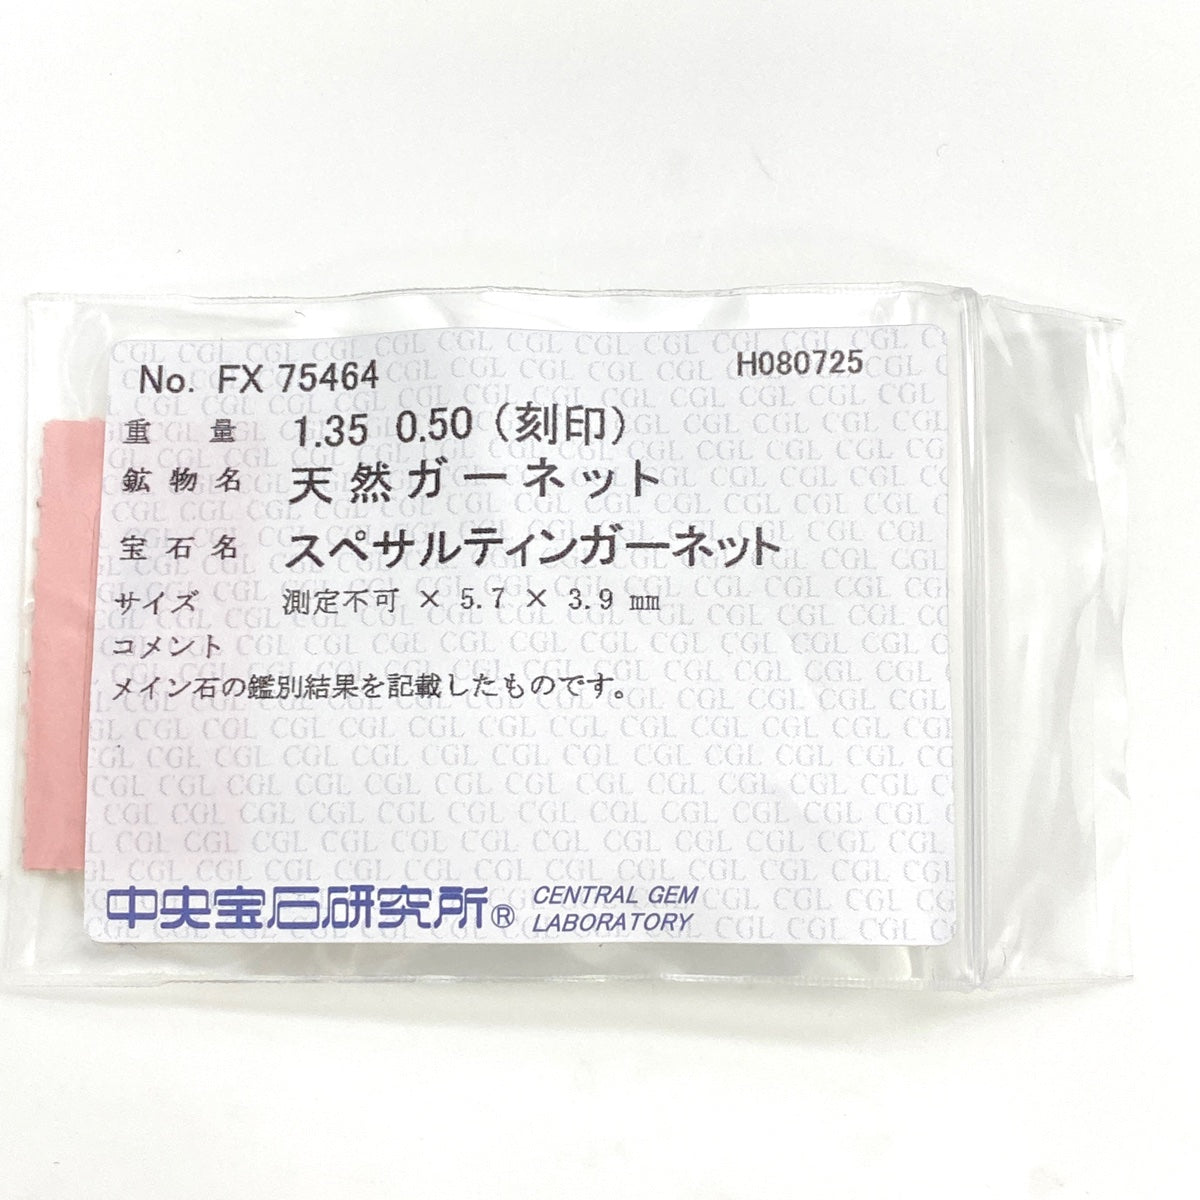 No. FX 75464 H080725
重量 1.35 0.50 (刻印)
鉱物名 天然ガーネット
宝石名 スペサルティンガーネット
サイズ 測定不可 × 5.7 × 3.9 ㎜
コメント
メイン石の鑑別結果を記載したものです。
中央宝石研究所® CENTRAL GEM
LABORATORY